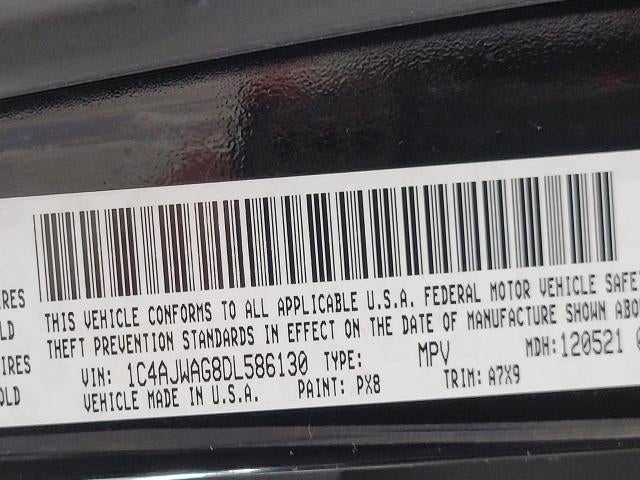 IRES
OLD
IRES
OLD
THIS VEHICLE CONFORMS TO ALL APPLICABLE U.S.A. FEDERAL MOTOR VEHICLE SAFE
THEFT PREVENTION STANDARDS IN EFFECT ON THE DATE OF MANUFACTURE SHOWN ABO
VIN: 1C4AJWAG8DL586130 TYPE: MPV MDH:120521 0
VEHICLE MADE IN U.S.A. PAINT: PX8 TRIM: A7X9